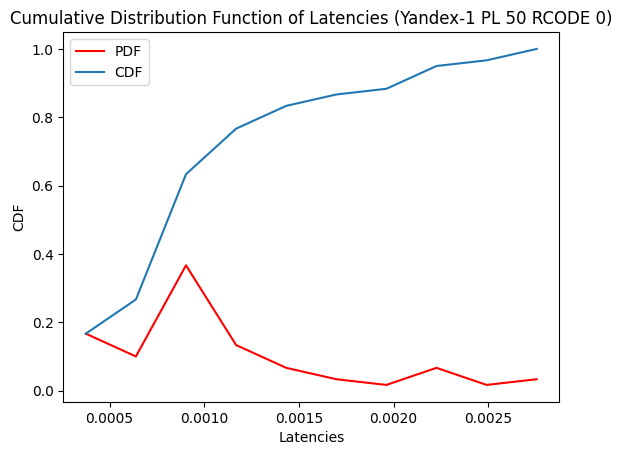 Cumulative Distribution Function of Latencies (Yandex-1 PL 50 RCODE 0)
PDF
CDF
1.0
0.8
0.6
0.4
0.2
0.0
CDF
0.0005 0.0010 0.0015 0.0020 0.0025
Latencies